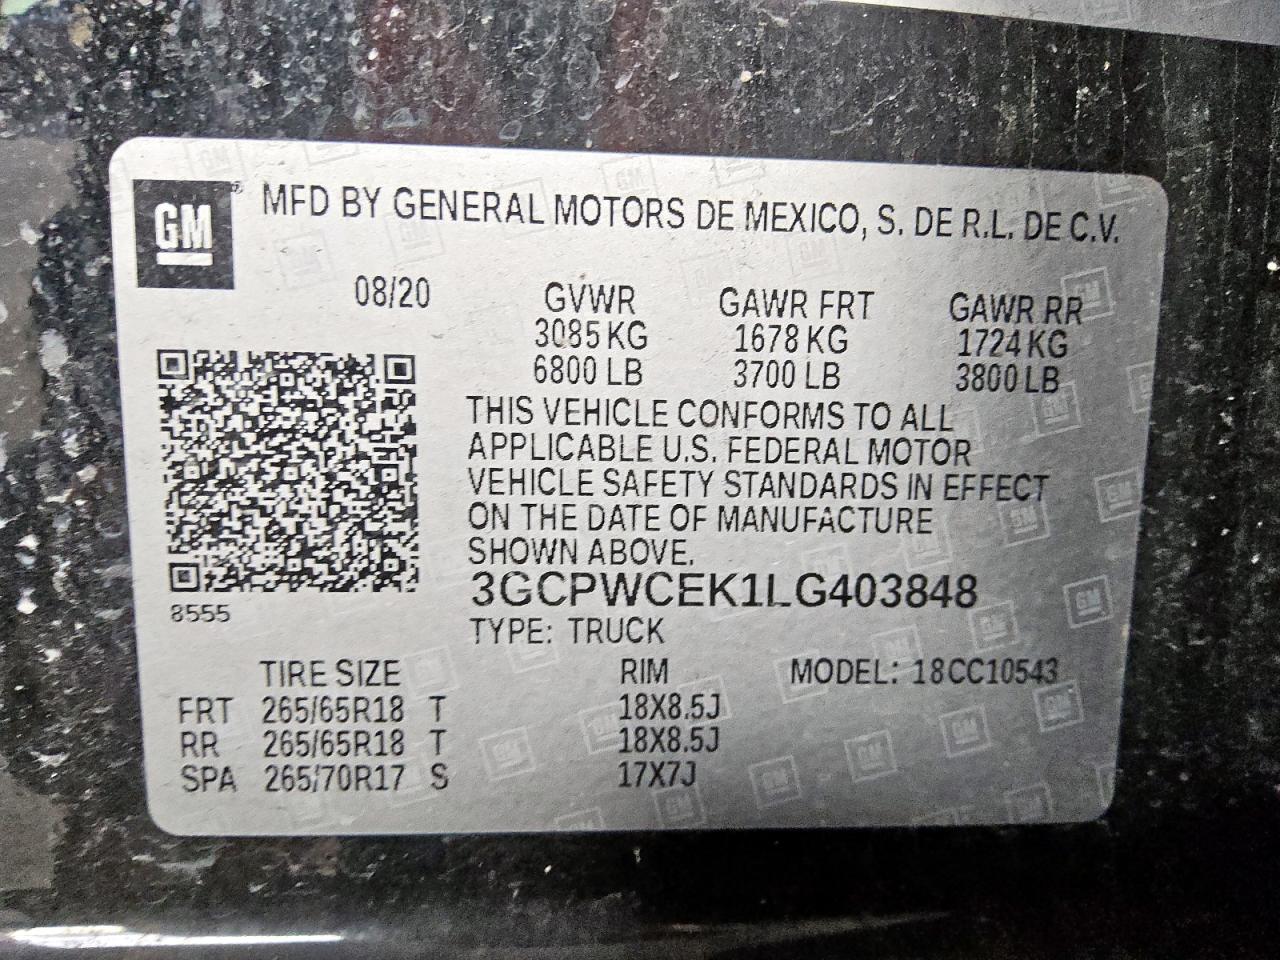 GM® MFD BY GENERAL MOTORS DE MEXICO, S. DE R.L. DE C.V.
08/20 GVWR GAWR FRT GAWR RR
3085 KG 1678 KG 1724 KG
6800 LB 3700 LB 3800 LB
THIS VEHICLE CONFORMS TO ALL
APPLICABLE U.S. FEDERAL MOTOR
VEHICLE SAFETY STANDARDS IN EFFECT
ON THE DATE OF MANUFACTURE
SHOWN ABOVE.
3GCPWCEK1LG403848
8555
TYPE: TRUCK
TIRE SIZE RIM MODEL: 18CC10543
FRT 265/65R18 T 18X8.5J
RR 265/65R18 T 18X8.5J
SPA 265/70R17 S 17X7J